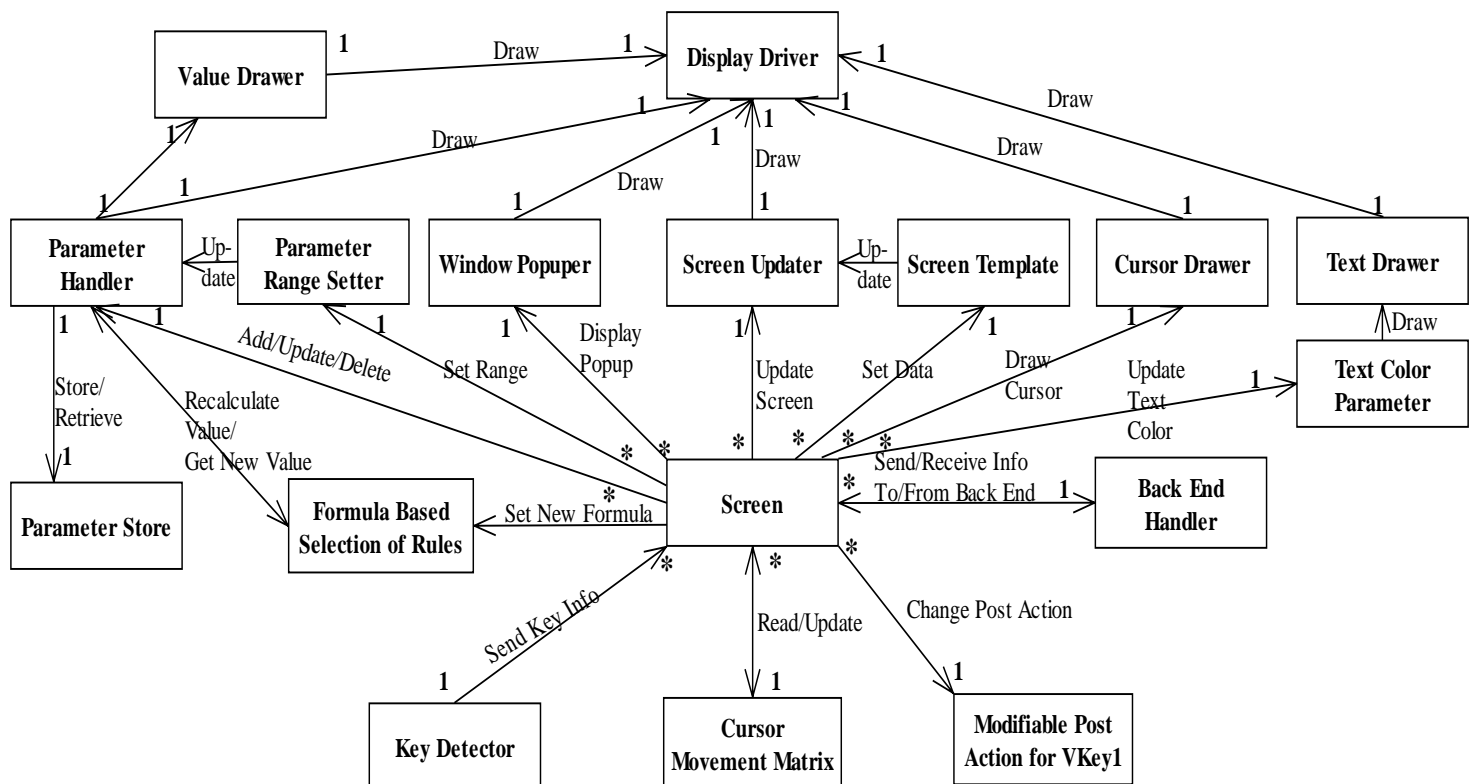 1
Draw
1
Value Drawer
Display Driver
1
1
1
Draw
1
1
1
1
Draw
1
1
Draw
Draw
Draw
1
1
1
1
1
1
Parameter
Handler
Up-
date
Parameter
Range Setter
Window Popuper
Screen Updater
Up-
date
Screen Template
Cursor Drawer
Text Drawer
1
1
1
1
1
1
1
Draw
Add/Update/Delete
Set Range
Display
Popup
Update
Screen
Set Data
Draw
Cursor
Update
Text
Color
1
Text Color
Parameter
Store/
Retrieve
Recalculate
Value/
Get New Value
1
*
*
*
*
*
*
*
*
Send/Receive Info
To/From Back End
1
Parameter Store
Formula Based
Selection of Rules
Set New Formula
Screen
Back End
Handler
*
*
*
Send Key Info
Read/Update
Change Post Action
1
1
1
Key Detector
Cursor
Movement Matrix
Modifiable Post
Action for VKey1